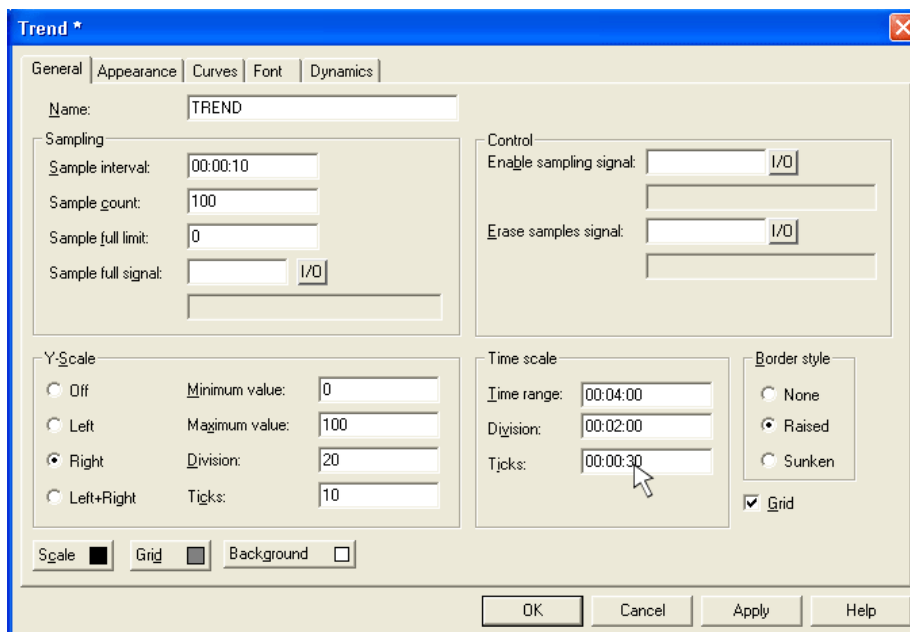 Trend *
General Appearance Curves Font Dynamics
Name: TREND
Sampling
Sample interval: 00:00:10
Sample count: 100
Sample full limit: 0
Sample full signal: I/O
Control
Enable sampling signal: I/O
Erase samples signal: I/O
Y-Scale
Off
Left
Right
Left+Right
Minimum value: 0
Maximum value: 100
Division: 20
Ticks: 10
Time scale
Time range: 00:04:00
Division: 00:02:00
Ticks: 00:00:30
Border style
None
Raised
Sunken
Grid
Scale Grid Background
OK Cancel Apply Help